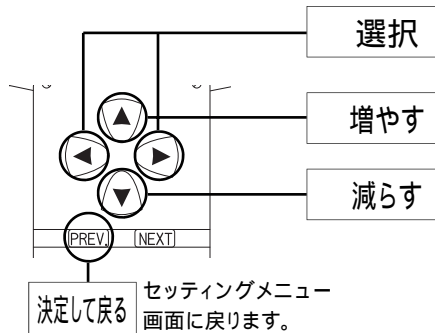 選択
増やす
減らす
PREV.
NEXT
決定して戻る
セッティングメニュー
画面に戻ります。